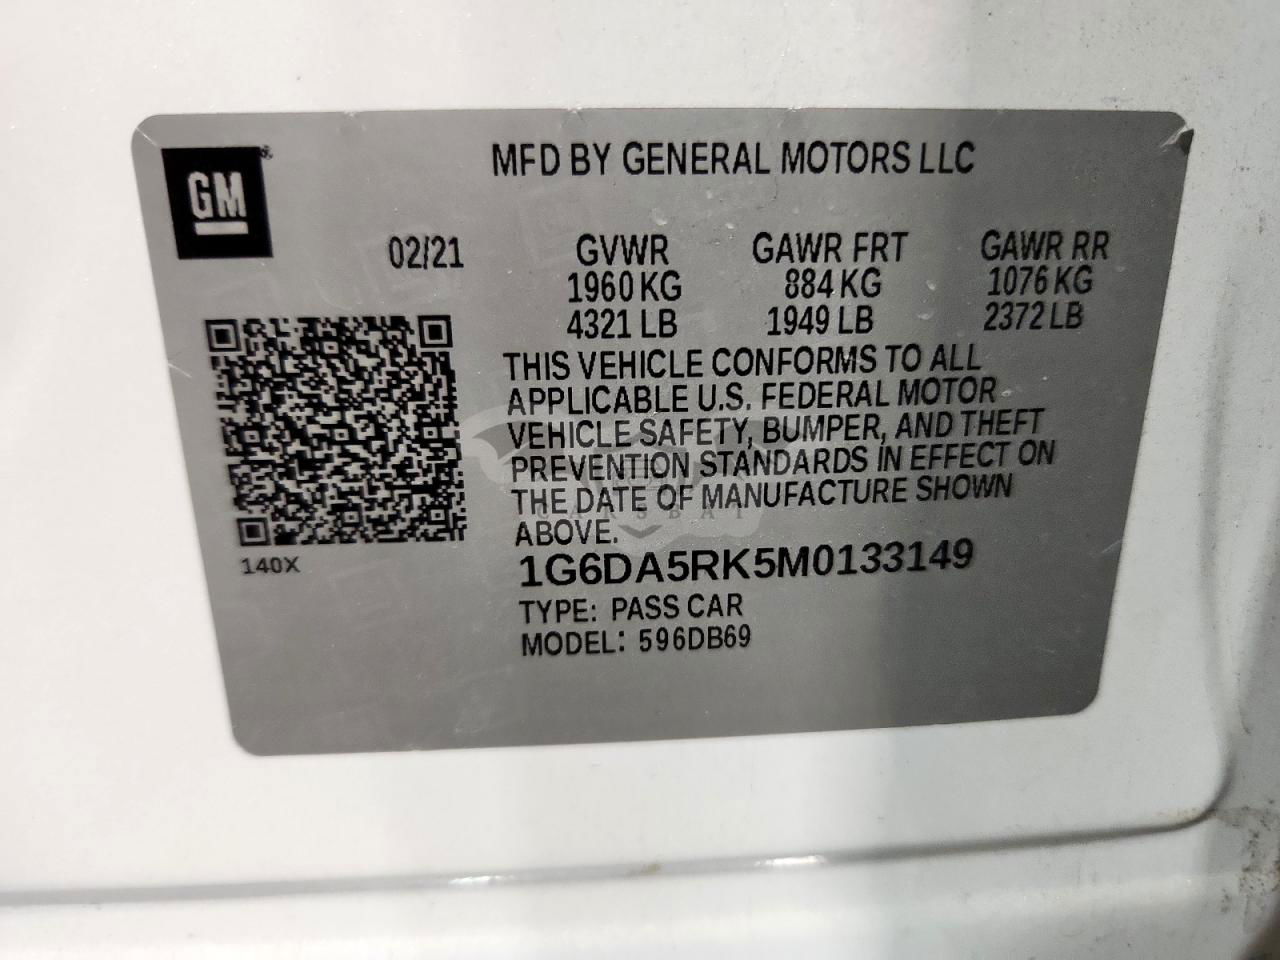 GM®
MFD BY GENERAL MOTORS LLC
02/21
GVWR
1960 KG
4321 LB
GAWR FRT
884 KG
1949 LB
GAWR RR
1076 KG
2372 LB
THIS VEHICLE CONFORMS TO ALL
APPLICABLE U.S. FEDERAL MOTOR
VEHICLE SAFETY, BUMPER, AND THEFT
PREVENTION STANDARDS IN EFFECT ON
THE DATE OF MANUFACTURE SHOWN
ABOVE.
CARSBAT
1G6DA5RK5M0133149
TYPE: PASS CAR
MODEL: 596DB69
140X